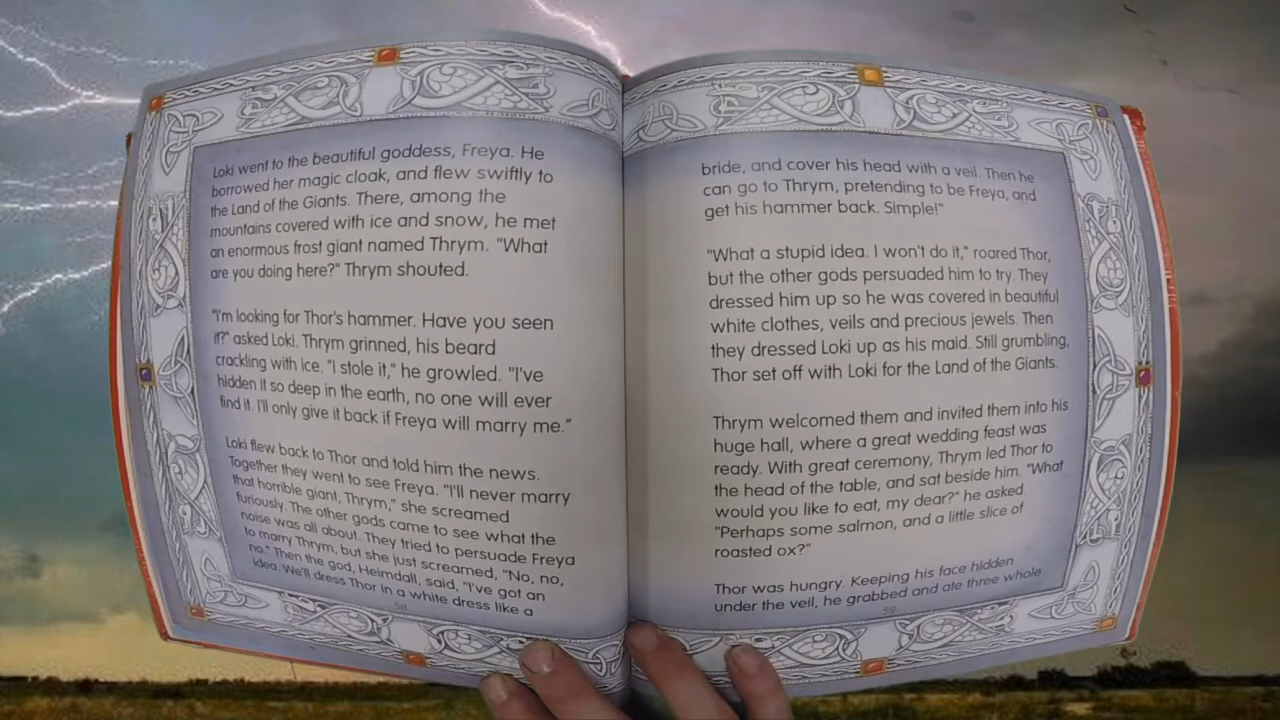 Loki went to the beautiful goddess, Freya. He
borrowed her magic cloak, and flew swiftly to
the Land of the Giants. There, among the
mountains covered with ice and snow, he met
an enormous frost giant named Thrym. "What
are you doing here?" Thrym shouted.
"I'm looking for Thor's hammer. Have you seen
it?" asked Loki. Thrym grinned, his beard
crackling with ice. "I stole it," he growled. "I've
hidden it so deep in the earth, no one will ever
find it. I'll only give it back if Freya will marry me."
Loki flew back to Thor and told him the news.
Together they went to see Freya. "I'll never marry
that horrible giant, Thrym," she screamed
furiously. The other gods came to see what the
noise was all about. They tried to persuade Freya
to marry Thrym, but she just screamed, "No, no,
no." Then the god, Heimdall, said, "I've got an
idea. We'll dress Thor in a white dress like a
58
bride, and cover his head with a veil. Then he
can go to Thrym, pretending to be Freya, and
get his hammer back. Simple!"
"What a stupid idea. I won't do it," roared Thor,
but the other gods persuaded him to try. They
dressed him up so he was covered in beautiful
white clothes, veils and precious jewels. Then
they dressed Loki up as his maid. Still grumbling,
Thor set off with Loki for the Land of the Giants.
Thrym welcomed them and invited them into his
huge hall, where a great wedding feast was
ready. With great ceremony, Thrym led Thor to
the head of the table, and sat beside him. "What
would you like to eat, my dear?" he asked.
"Perhaps some salmon, and a little slice of
roasted ox?"
Thor was hungry. Keeping his face hidden
under the veil, he grabbed and ate three whole
59